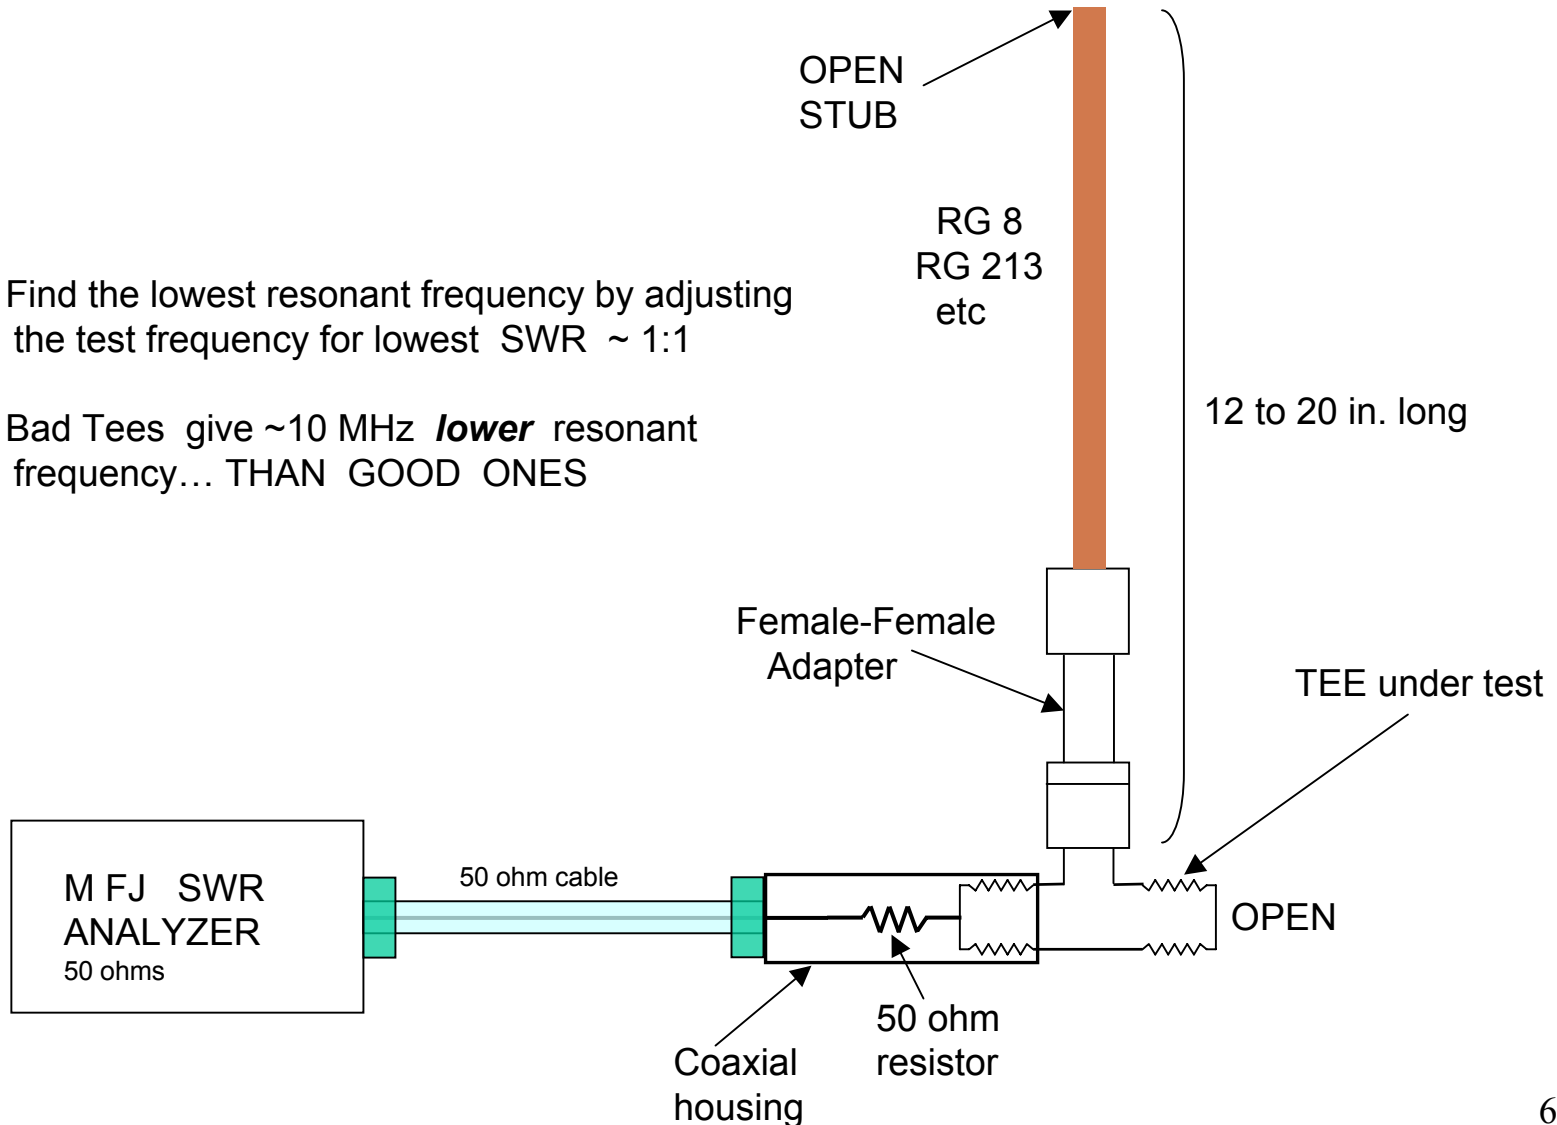 OPEN
STUB
RG 8
RG 213
etc
Find the lowest resonant frequency by adjusting
the test frequency for lowest SWR ~ 1:1
Bad Tees give ~10 MHz lower resonant
frequency… THAN GOOD ONES
12 to 20 in. long
Female-Female
Adapter
TEE under test
M FJ SWR
ANALYZER
50 ohms
50 ohm cable
OPEN
50 ohm
resistor
Coaxial
housing
6